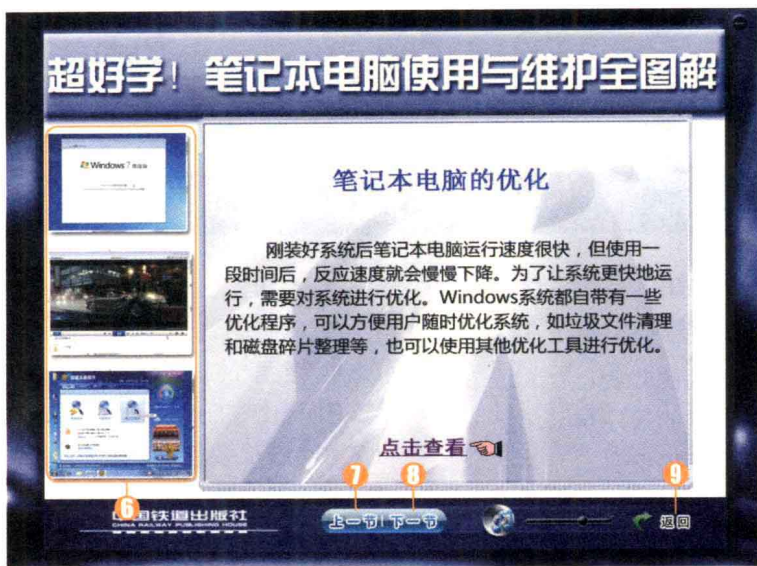 超好学！ 笔记本电脑使用与维护全图解
Windows 7
笔记本电脑的优化
刚装好系统后笔记本电脑运行速度很快，但使用一
段时间后，反应速度就会慢慢下降。为了让系统更快地运
行，需要对系统进行优化。Windows系统都自带有一些
优化程序，可以方便用户随时优化系统，如垃圾文件清理
和磁盘碎片整理等，也可以使用其他优化工具进行优化。
点击查看
6
7
8
9
国铁道出版社
CHINA RAILWAY PUBLISHING HOUSE
上一节
下一节
返回